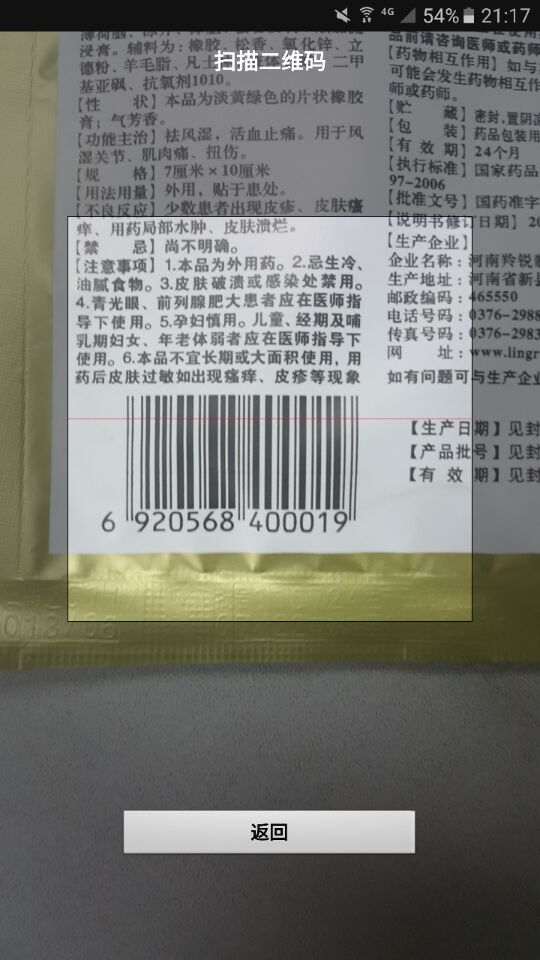 4G 54% 21:17
扫描二维码
浸膏。辅料为：橡胶、松香、氧化锌、立
德粉、羊毛脂、凡士
二甲
基亚砜、抗氧剂1010。
【性　　状】本品为淡黄绿色的片状橡胶
膏；气芳香。
【功能主治】祛风湿，活血止痛。用于风
湿关节、肌肉痛、扭伤。
【规　　格】7厘米×10厘米
【用法用量】外用，贴于患处。
【不良反应】少数患者出现皮疹、皮肤瘙
痒、用药局部水肿、皮肤溃烂。
【禁　　忌】尚不明确。
【注意事项】1.本品为外用药。2.忌生冷、
油腻食物。3.皮肤破溃或感染处禁用。
4.青光眼、前列腺肥大患者应在医师指
导下使用。5.孕妇慎用。儿童、经期及哺
乳期妇女、年老体弱者应在医师指导下
使用。6.本品不宜长期或大面积使用，用
药后皮肤过敏如出现瘙痒、皮疹等现象
6 920568 400019
品前请咨询医师或药师
【药物相互作用】如与
可能会发生药物相互作
师或药师。
【贮　　藏】密封，置阴
【包　　装】药品包装用
【有 效 期】24个月
【执行标准】国家药品
97-2006
【批准文号】国药准字
【说明书修订日期】20
【生产企业】
企业名称：河南羚锐
生产地址：河南省新县
邮政编码：465550
电话号码：0376-2988
传真号码：0376-2983
网　　址：www.lingr
如有问题可与生产企业
【生产日期】见封
【产品批号】见封
【有 效 期】见封
返回